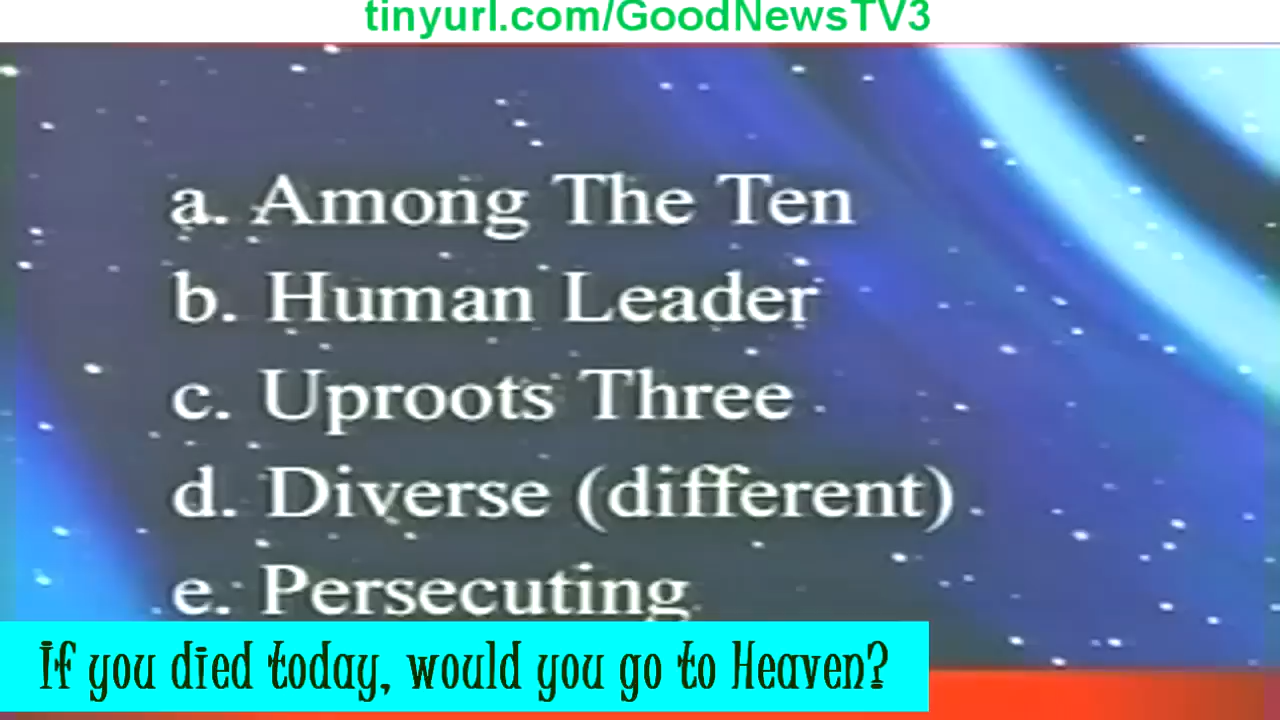 tinyurl.com/GoodNewsTV3
a. Among The Ten
b. Human Leader
c. Uproots Three
d. Diverse (different)
e. Persecuting
If you died today, would you go to Heaven?